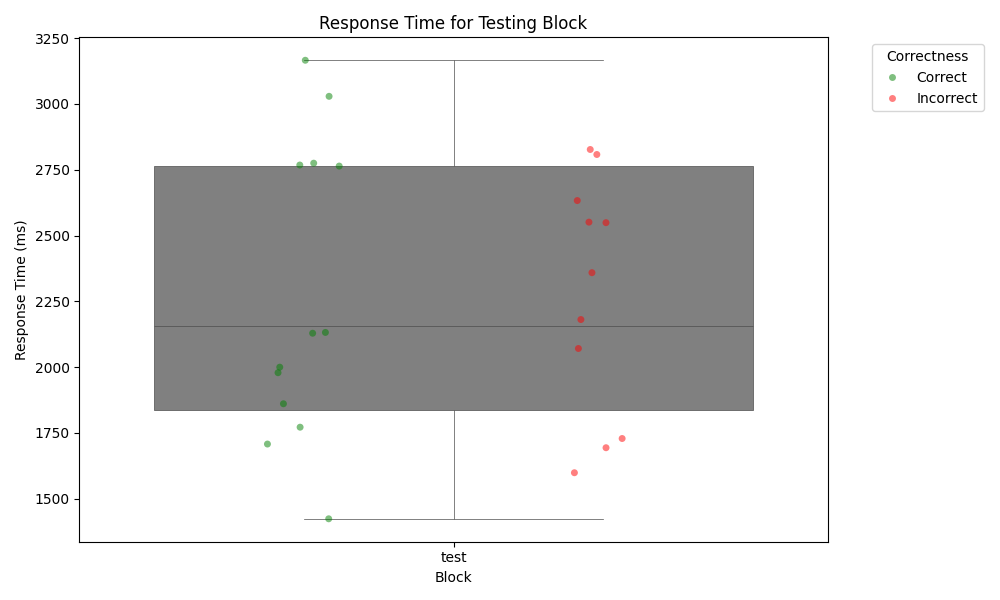 Response Time for Testing Block
Correctness
Correct
Incorrect
Response Time (ms)
3250
3000
2750
2500
2250
2000
1750
1500
test
Block